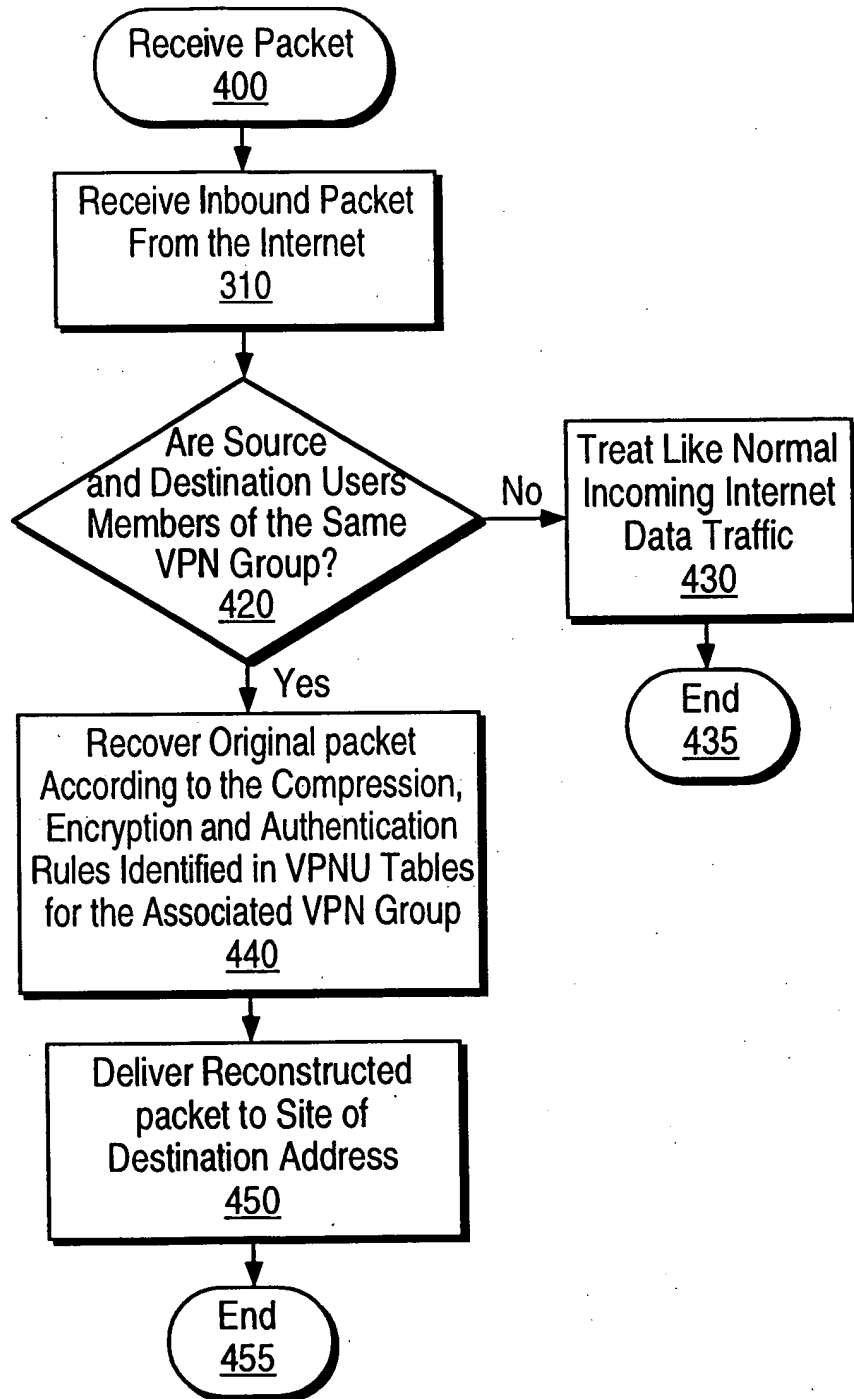 Receive Packet
400
Receive Inbound Packet
From the Internet
310
Are Source
and Destination Users
Members of the Same
VPN Group?
420
No
Treat Like Normal
Incoming Internet
Data Traffic
430
End
435
Yes
Recover Original packet
According to the Compression,
Encryption and Authentication
Rules Identified in VPNU Tables
for the Associated VPN Group
440
Deliver Reconstructed
packet to Site of
Destination Address
450
End
455